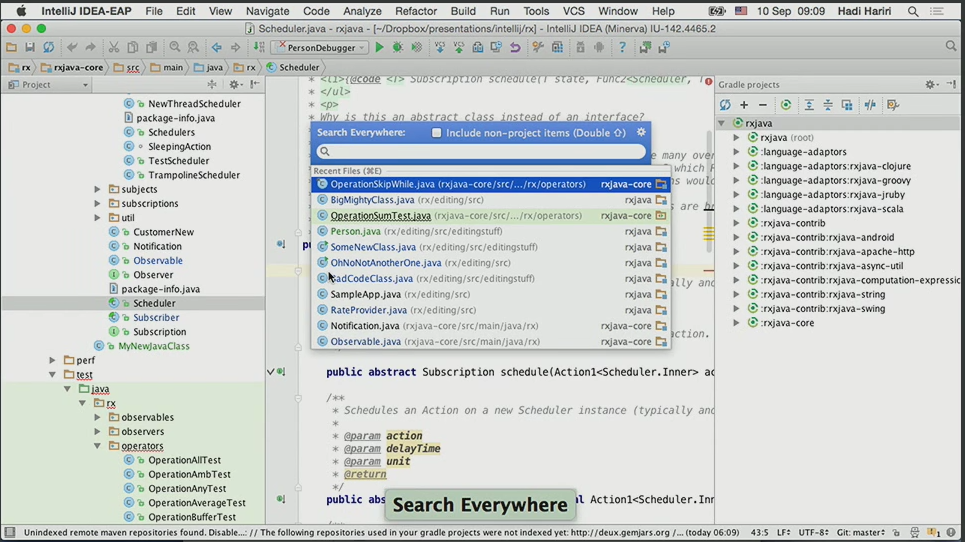 IntelliJ IDEA-EAP File Edit View Navigate Code Analyze Refactor Build Run Tools VCS Window Help 10 Sep 09:09 Hadi Hariri
Scheduler.java - rxjava - [~/Dropbox/presentations/intellij/rx] - IntelliJ IDEA (Minerva) IU-142.4465.2
PersonDebugger
rx rxjava-core src main java rx Scheduler
Project
NewThreadScheduler
package-info.java
Schedulers
SleepingAction
TestScheduler
TrampolineScheduler
subjects
subscriptions
util
CustomerNew
Notification
Observable
Observer
package-info.java
Scheduler
Subscriber
Subscription
MyNewJavaClass
perf
test
java
rx
observables
observers
operators
OperationAllTest
OperationAmbTest
OperationAnyTest
OperationAverageTest
OperationBufferTest
* <li>{@code <T> Subscription schedule(T state, Func2<Scheduler, T
* </ul>
* <p>
* Why is this an abstract class instead of an interface?
Search Everywhere: Include non-project items (Double ⇧)
Recent Files (⌘E)
OperationSkipWhile.java (rxjava-core/src/.../rx/operators) rxjava-core
BigMightyClass.java (rx/editing/src) rxjava
OperationSumTest.java (rxjava-core/src/.../rx/operators) rxjava-core
Person.java (rx/editing/src/editingstuff) rxjava
SomeNewClass.java (rx/editing/src/editingstuff) rxjava
OhNoNotAnotherOne.java (rx/editing/src) rxjava
BadCodeClass.java (rx/editing/src/editingstuff) rxjava
SampleApp.java (rx/editing/src) rxjava
RateProvider.java (rx/editing/src) rxjava
Notification.java (rxjava-core/src/main/java/rx) rxjava-core
Observable.java (rxjava-core/src/main/java/rx) rxjava-core
many over
ns would
s are br
pu
ically and
action.
public abstract Subscription schedule(Action1<Scheduler.Inner> ac
/**
* Schedules an Action on a new Scheduler instance (typically and
*
* @param action
* @param delayTime
* @param unit
* @return
*/
public abs
al Action1<Scheduler.Inner
Search Everywhere
Gradle projects
rxjava
rxjava (root)
:language-adaptors
:language-adaptors:rxjava-clojure
:language-adaptors:rxjava-groovy
:language-adaptors:rxjava-jruby
:language-adaptors:rxjava-scala
:rxjava-contrib
:rxjava-contrib:rxjava-android
:rxjava-contrib:rxjava-apache-http
:rxjava-contrib:rxjava-async-util
:rxjava-contrib:rxjava-computation-expressio
:rxjava-contrib:rxjava-string
:rxjava-contrib:rxjava-swing
:rxjava-core
Unindexed remote maven repositories found. Disable... // The following repositories used in your gradle projects were not indexed yet: http://deux.gemjars.org/... (today 06:09) 43:5 LF÷ UTF-8÷ Git: master÷